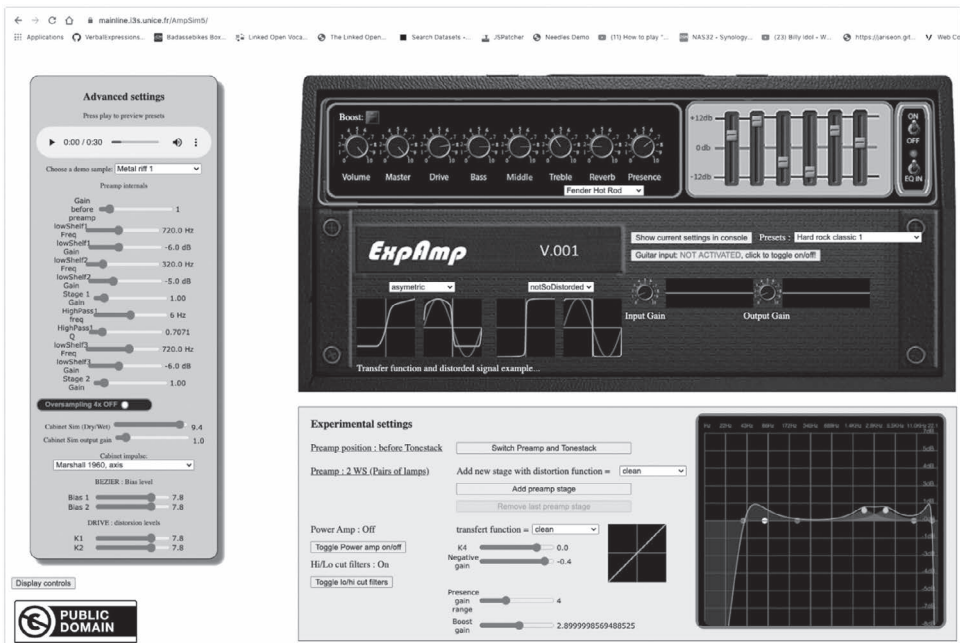 mainline.i3s.unice.fr/AmpSim5/
Applications VerbalExpressions... Badassebikes Box... Linked Open Voca... The Linked Open... Search Datasets -... JSPatcher Needles Demo (11) How to play "... NAS32 - Synology... (23) Billy Idol - W... https://jariseon.git... Web Co
Advanced settings
Press play to preview presets
0:00 / 0:30
Choose a demo sample: Metal riff 1
Preamp internals
Gain before preamp 1
lowShelf1 Freq 720.0 Hz
lowShelf1 Gain -6.0 dB
lowShelf2 Freq 320.0 Hz
lowShelf2 Gain -5.0 dB
Stage 1 Gain 1.00
HighPass1 freq 6 Hz
HighPass1 Q 0.7071
lowShelf3 Freq 720.0 Hz
lowShelf3 Gain -6.0 dB
Stage 2 Gain 1.00
Oversampling 4x OFF
Cabinet Sim (Dry/Wet) 9.4
Cabinet Sim output gain 1.0
Cabinet impulse:
Marshall 1960, axis
BEZIER : Bias level
Bias 1 7.8
Bias 2 7.8
DRIVE : distorsion levels
K1 7.8
K2 7.8
Display controls
PUBLIC
DOMAIN
Boost:
Volume Master Drive Bass Middle Treble Reverb Presence
Fender Hot Rod
+12db
0db
-12db
ON
OFF
EQ IN
ExpAmp V.001
Show current settings in console Presets : Hard rock classic 1
Guitar input: NOT ACTIVATED, click to toggle on/off!
asymetric notSoDistorded
Input Gain Output Gain
Transfer function and distorted signal example...
Experimental settings
Preamp position : before Tonestack Switch Preamp and Tonestack
Preamp : 2 WS (Pairs of lamps) Add new stage with distortion function = clean
Add preamp stage
Remove last preamp stage
Power Amp : Off transfert function = clean
Toggle Power amp on/off K4 0.0
Hi/Lo cut filters : On Negative gain -0.4
Toggle lo/hi cut filters
Presence gain range 4
Boost gain 2.8999998569488525